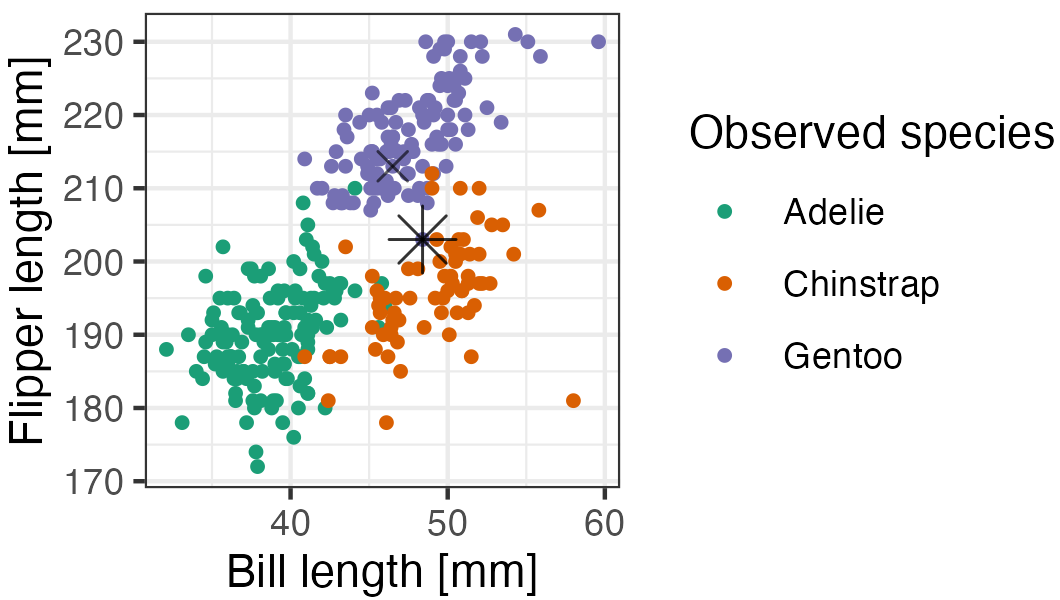 Flipper length [mm]
230
220
210
200
190
180
170
40 50 60
Bill length [mm]
Observed species
Adelie
Chinstrap
Gentoo